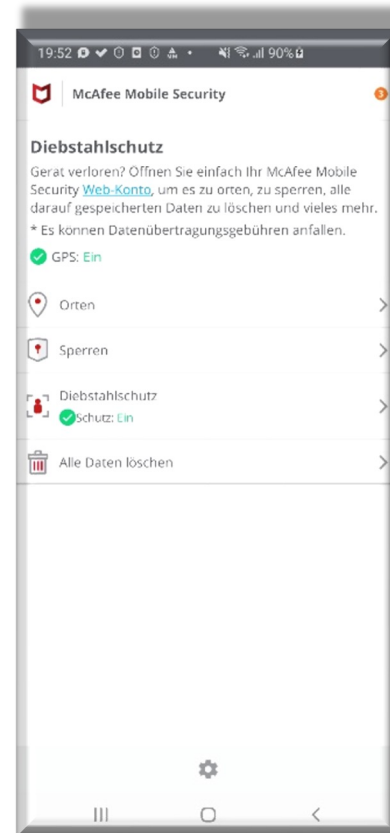 19:52 90%
McAfee Mobile Security 3
Diebstahlschutz
Gerat verloren? Offnen Sie einfach Ihr McAfee Mobile
Security Web-Konto, um es zu orten, zu sperren, alle
darauf gespeicherten Daten zu löschen und vieles mehr.
* Es können Datenübertragungsgebühren anfallen.
GPS: Ein
Orten
Sperren
Diebstahlschutz
Schutz: Ein
Alle Daten löschen